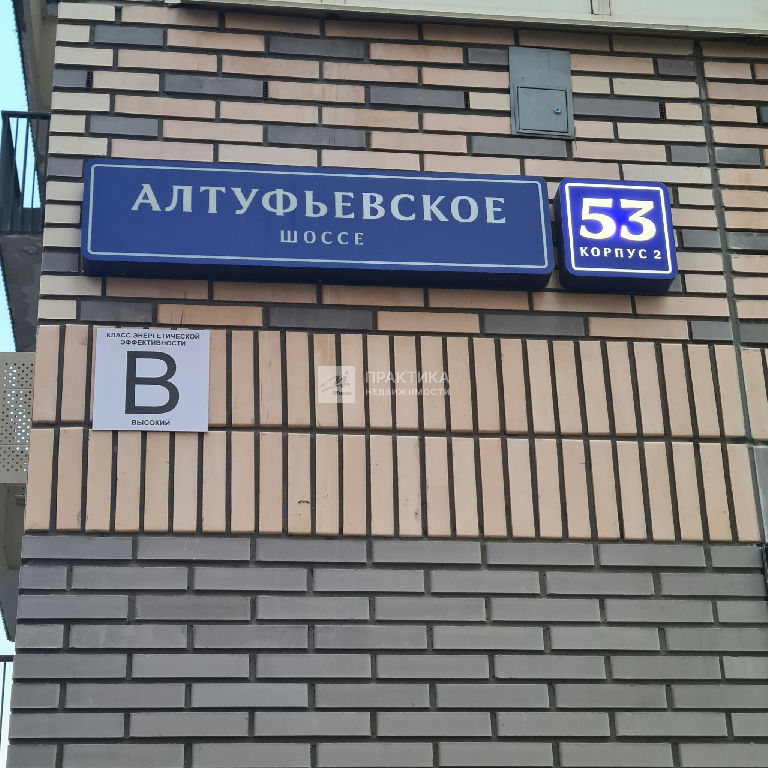 АЛТУФЬЕВСКОЕ
ШОССЕ
53
КОРПУС 2
КЛАСС ЭНЕРГЕТИЧЕСКОЙ
ЭФФЕКТИВНОСТИ
B
ВЫСОКИЙ
ПРАКТИКА
НЕДВИЖИМОСТИ